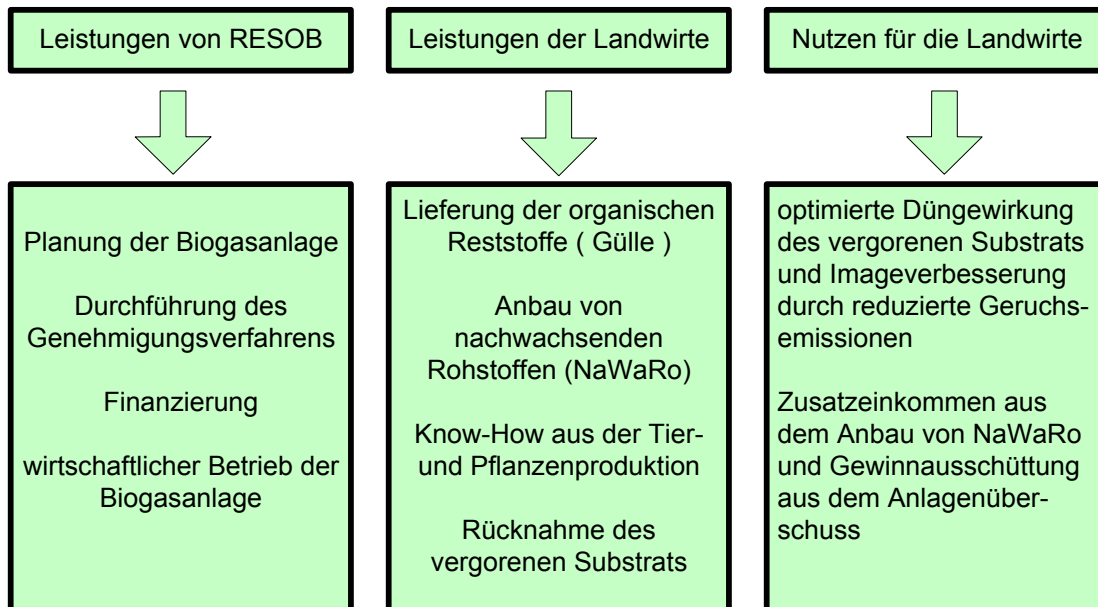 Leistungen von RESOB
Leistungen der Landwirte
Nutzen für die Landwirte
Planung der Biogasanlage
Durchführung des
Genehmigungsverfahrens
Finanzierung
wirtschaftlicher Betrieb der
Biogasanlage
Lieferung der organischen
Reststoffe ( Gülle )
Anbau von
nachwachsenden
Rohstoffen (NaWaRo)
Know-How aus der Tier-
und Pflanzenproduktion
Rücknahme des
vergorenen Substrats
optimierte Düngewirkung
des vergorenen Substrats
und Imageverbesserung
durch reduzierte Geruchs-
emissionen
Zusatzeinkommen aus
dem Anbau von NaWaRo
und Gewinnausschüttung
aus dem Anlagenüber-
schuss